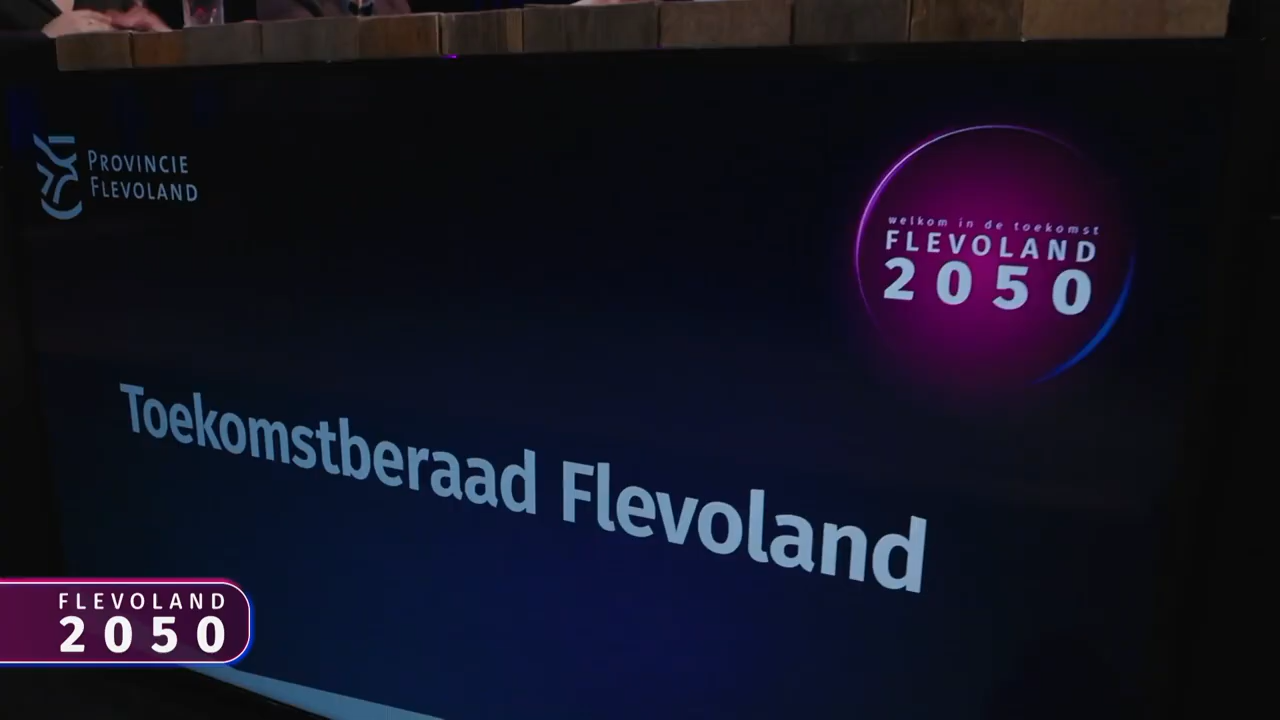 PROVINCIE
FLEVOLAND
welkom in de toekomst
FLEVOLAND
2050
Toekomstberaad Flevoland
FLEVOLAND
2050